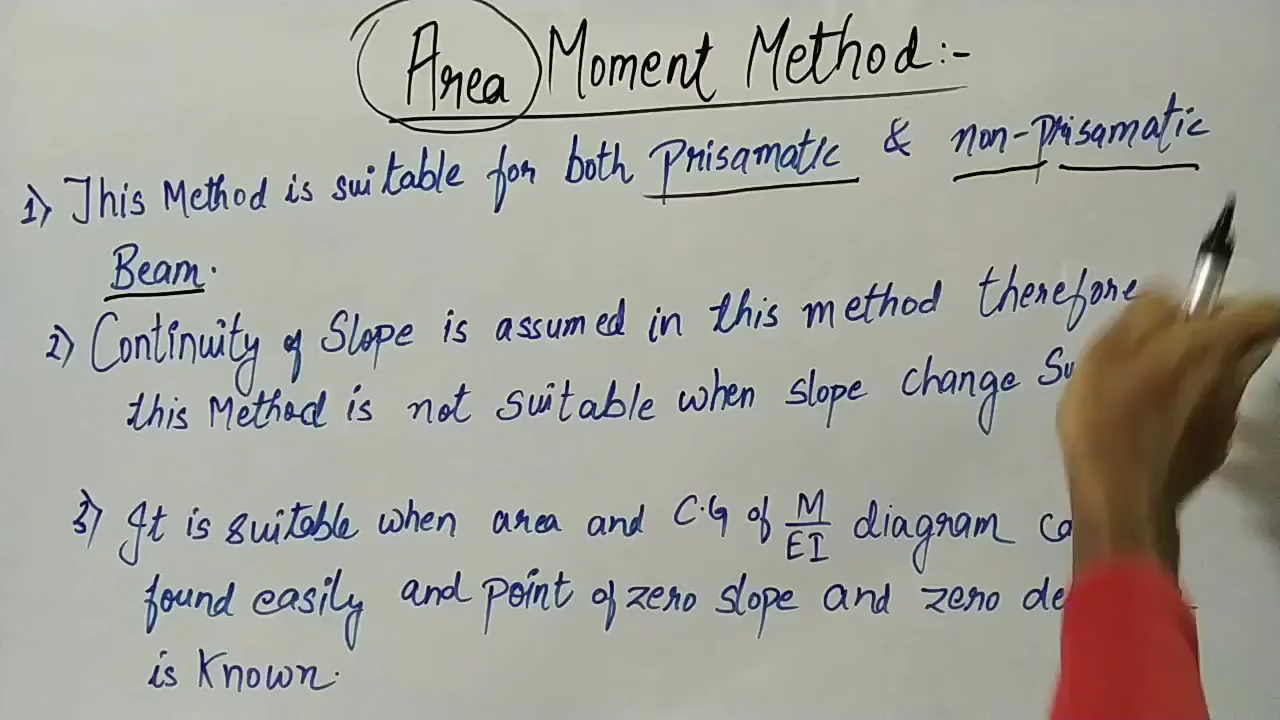 Area Moment Method:-
1) This Method is suitable for both Prisamatic & non-prisamatic
Beam.
2) Continuity of Slope is assumed in this method therefore
this Method is not suitable when slope change
3) It is suitable when area and C.G of M/EI diagram
found easily and point of zero slope and zero
is Known.